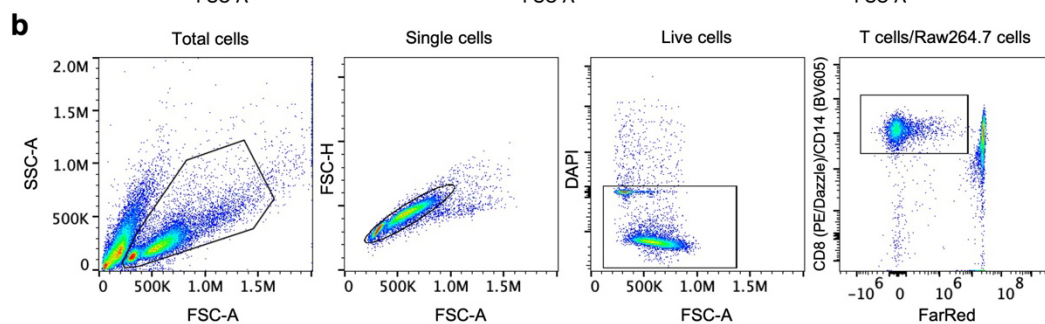 FSC-A FSC-A FSC-A
b
Total cells
Single cells
Live cells
T cells/Raw264.7 cells
2.0M
1.5M
1.0M
500K
0
SSC-A
0 500K 1.0M 1.5M
FSC-A
FSC-H
0 500K 1.0M 1.5M
FSC-A
DAPI
0 500K 1.0M 1.5M
FSC-A
CD8 (PE/Dazzle)/CD14 (BV605)
-10^6 0 10^6 10^8
FarRed